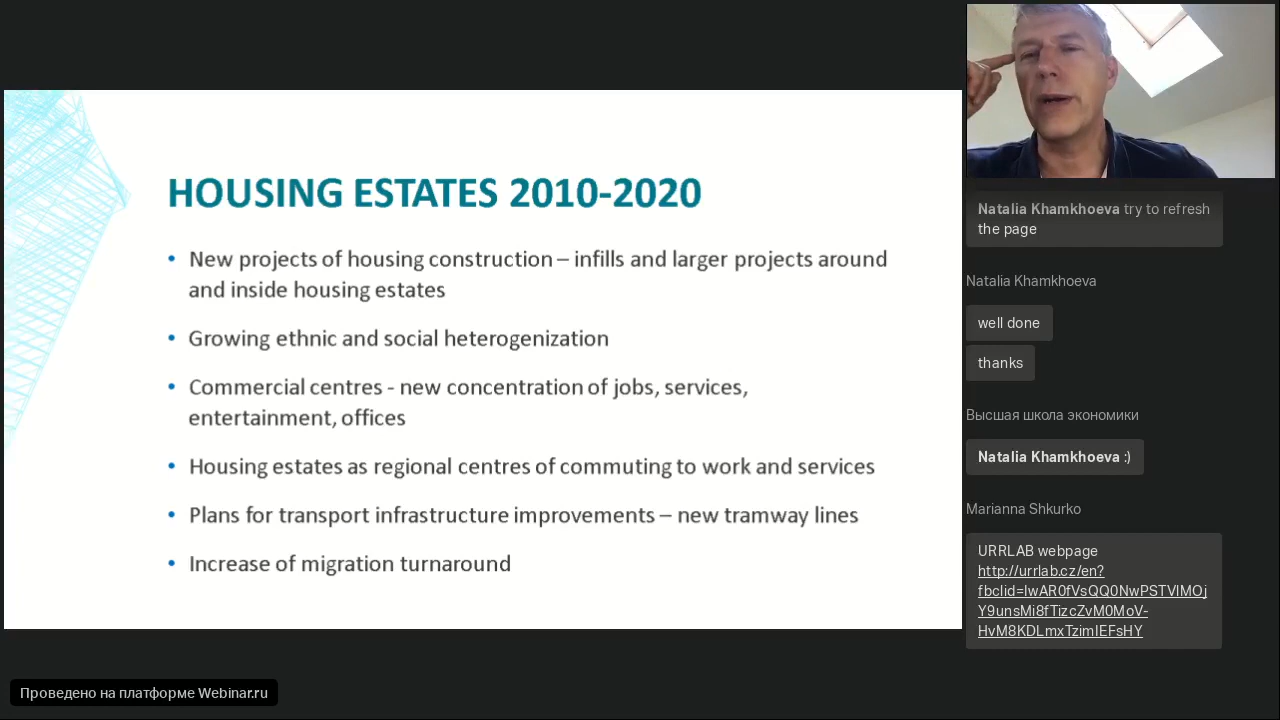 HOUSING ESTATES 2010-2020
• New projects of housing construction – infills and larger projects around
and inside housing estates
• Growing ethnic and social heterogenization
• Commercial centres - new concentration of jobs, services,
entertainment, offices
• Housing estates as regional centres of commuting to work and services
• Plans for transport infrastructure improvements – new tramway lines
• Increase of migration turnaround
Natalia Khamkhoeva try to refresh
the page
Natalia Khamkhoeva
well done
thanks
Высшая школа экономики
Natalia Khamkhoeva :)
Marianna Shkurko
URRLAB webpage
http://urrlab.cz/en?
fbclid=IwAR0fVsQQ0NwPSTVlMOj
Y9unsMi8fTizcZvM0MoV-
HvM8KDLmxTzimIEFsHY
Проведено на платформе Webinar.ru